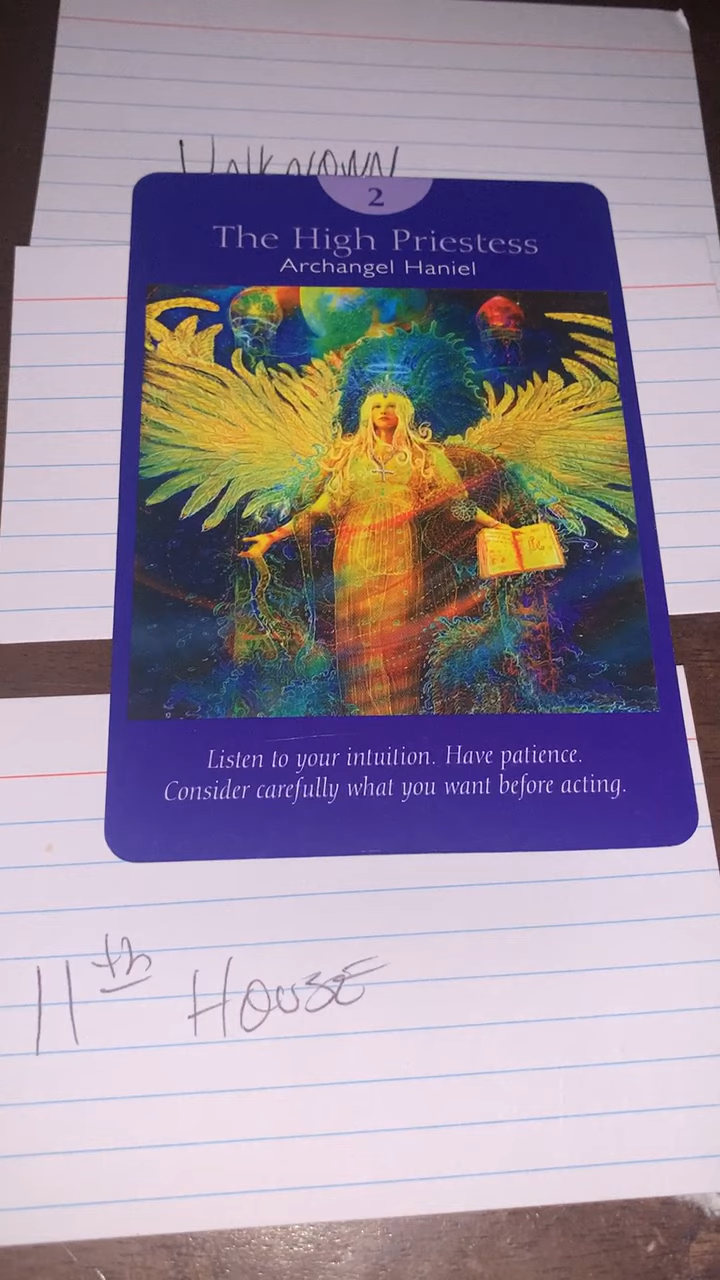 Unknown
2
The High Priestess
Archangel Haniel
Listen to your intuition. Have patience.
Consider carefully what you want before acting.
11th House